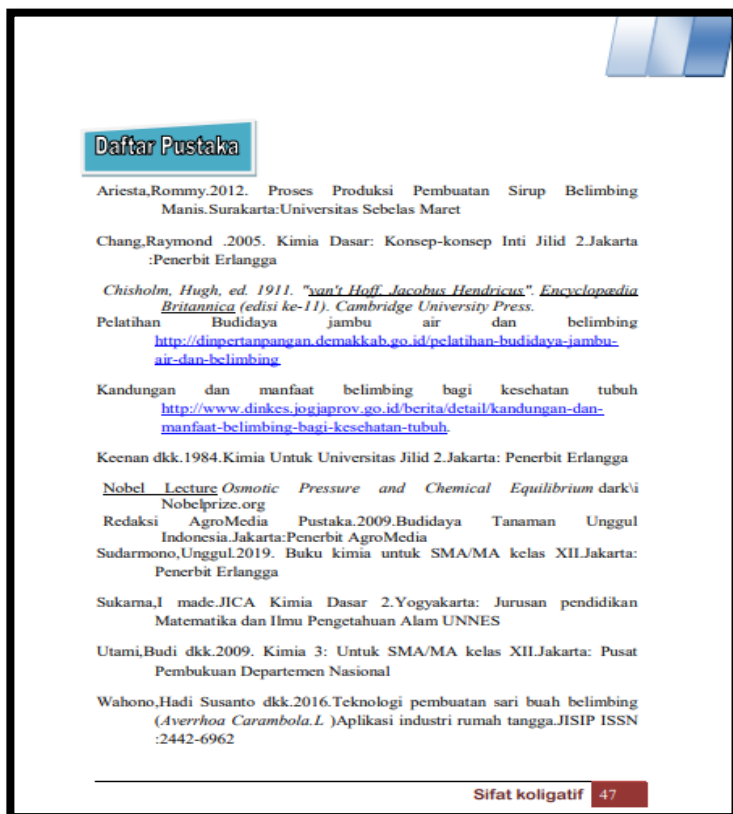 Daftar Pustaka
Ariesta,Rommy.2012. Proses Produksi Pembuatan Sirup Belimbing
Manis.Surakarta:Universitas Sebelas Maret
Chang,Raymond .2005. Kimia Dasar: Konsep-konsep Inti Jilid 2.Jakarta
:Penerbit Erlangga
Chisholm, Hugh, ed. 1911. "van't Hoff, Jacobus Hendricus". Encyclopædia
Britannica (edisi ke-11). Cambridge University Press.
Pelatihan Budidaya jambu air dan belimbing
http://dinpertanpangan.demakkab.go.id/pelatihan-budidaya-jambu-
air-dan-belimbing
Kandungan dan manfaat belimbing bagi kesehatan tubuh
http://www.dinkes.jogjaprov.go.id/berita/detail/kandungan-dan-
manfaat-belimbing-bagi-kesehatan-tubuh.
Keenan dkk.1984.Kimia Untuk Universitas Jilid 2.Jakarta: Penerbit Erlangga
Nobel Lecture Osmotic Pressure and Chemical Equilibrium dark\i
Nobelprize.org
Redaksi AgroMedia Pustaka.2009.Budidaya Tanaman Unggul
Indonesia.Jakarta:Penerbit AgroMedia
Sudarmono,Unggul.2019. Buku kimia untuk SMA/MA kelas XII.Jakarta:
Penerbit Erlangga
Sukarna,I made.JICA Kimia Dasar 2.Yogyakarta: Jurusan pendidikan
Matematika dan Ilmu Pengetahuan Alam UNNES
Utami,Budi dkk.2009. Kimia 3: Untuk SMA/MA kelas XII.Jakarta: Pusat
Pembukuan Departemen Nasional
Wahono,Hadi Susanto dkk.2016.Teknologi pembuatan sari buah belimbing
(Averrhoa Carambola.L )Aplikasi industri rumah tangga.JISIP ISSN
:2442-6962
Sifat koligatif 47